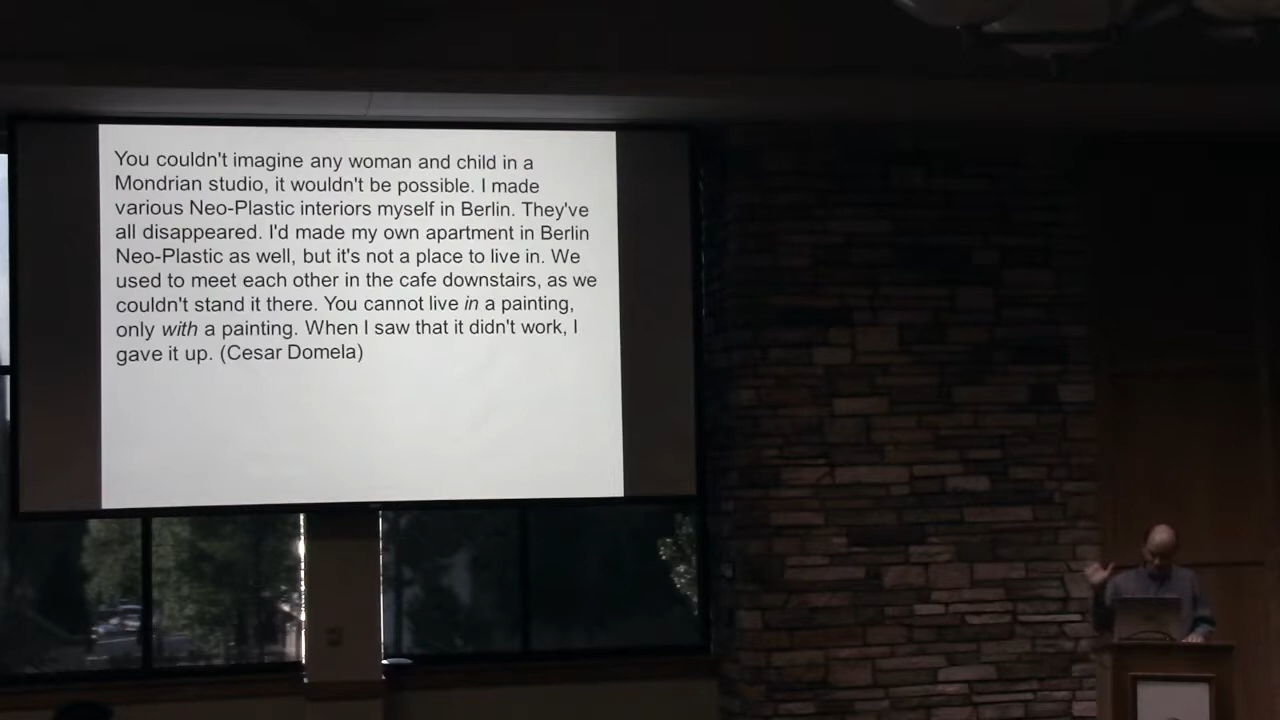 You couldn't imagine any woman and child in a
Mondrian studio, it wouldn't be possible. I made
various Neo-Plastic interiors myself in Berlin. They've
all disappeared. I'd made my own apartment in Berlin
Neo-Plastic as well, but it's not a place to live in. We
used to meet each other in the cafe downstairs, as we
couldn't stand it there. You cannot live in a painting,
only with a painting. When I saw that it didn't work, I
gave it up. (Cesar Domela)